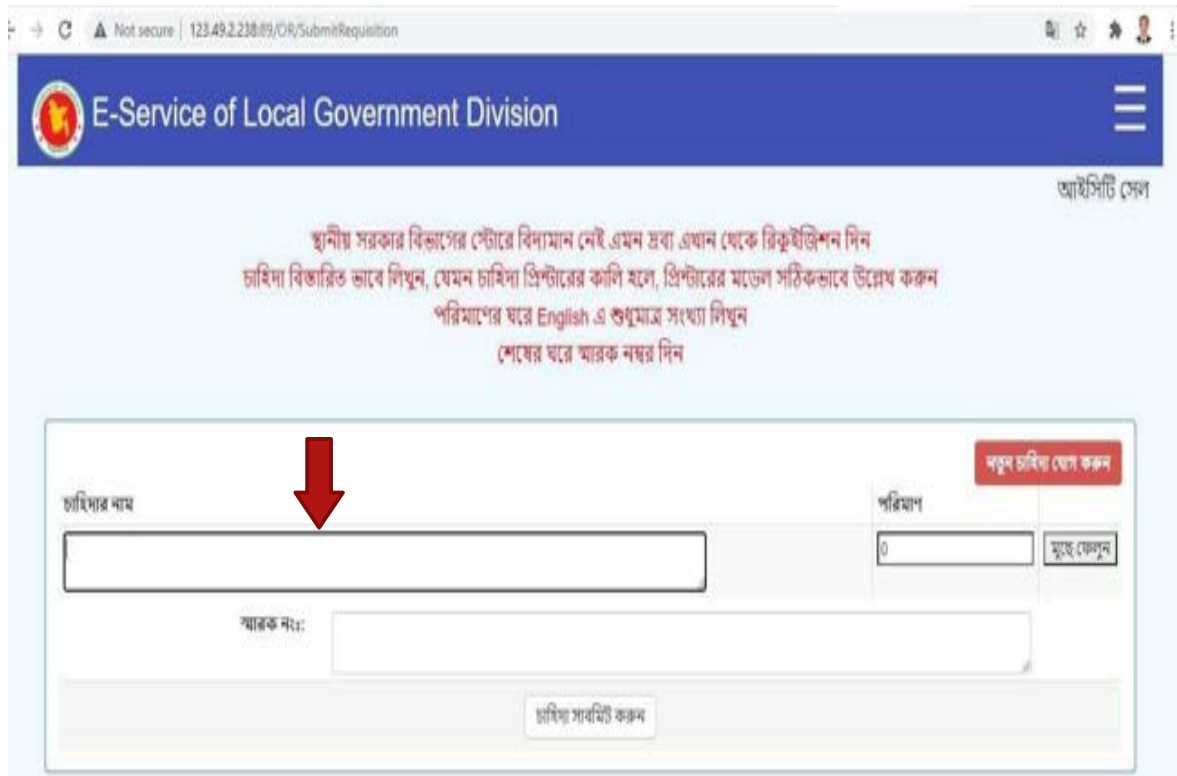 Not secure | 123.49.2.238:89/OR/SubmitRequisition
E-Service of Local Government Division
আইসিটি সেল
স্থানীয় সরকার বিভাগের স্টোরে বিদ্যমান নেই এমন দ্রব্য এখান থেকে রিকুইজিশন দিন
চাহিদা বিস্তারিত ভাবে লিখুন, যেমন চাহিদা প্রিন্টারের কালি হলে, প্রিন্টারের মডেল সঠিকভাবে উল্লেখ করুন
পরিমাণের ঘরে English এ শুধুমাত্র সংখ্যা লিখুন
শেষের ঘরে স্মারক নম্বর দিন
নতুন চাহিদা যোগ করুন
চাহিদার নাম পরিমাণ
0 মুছে ফেলুন
স্মারক নংঃ:
চাহিদা সাবমিট করুন